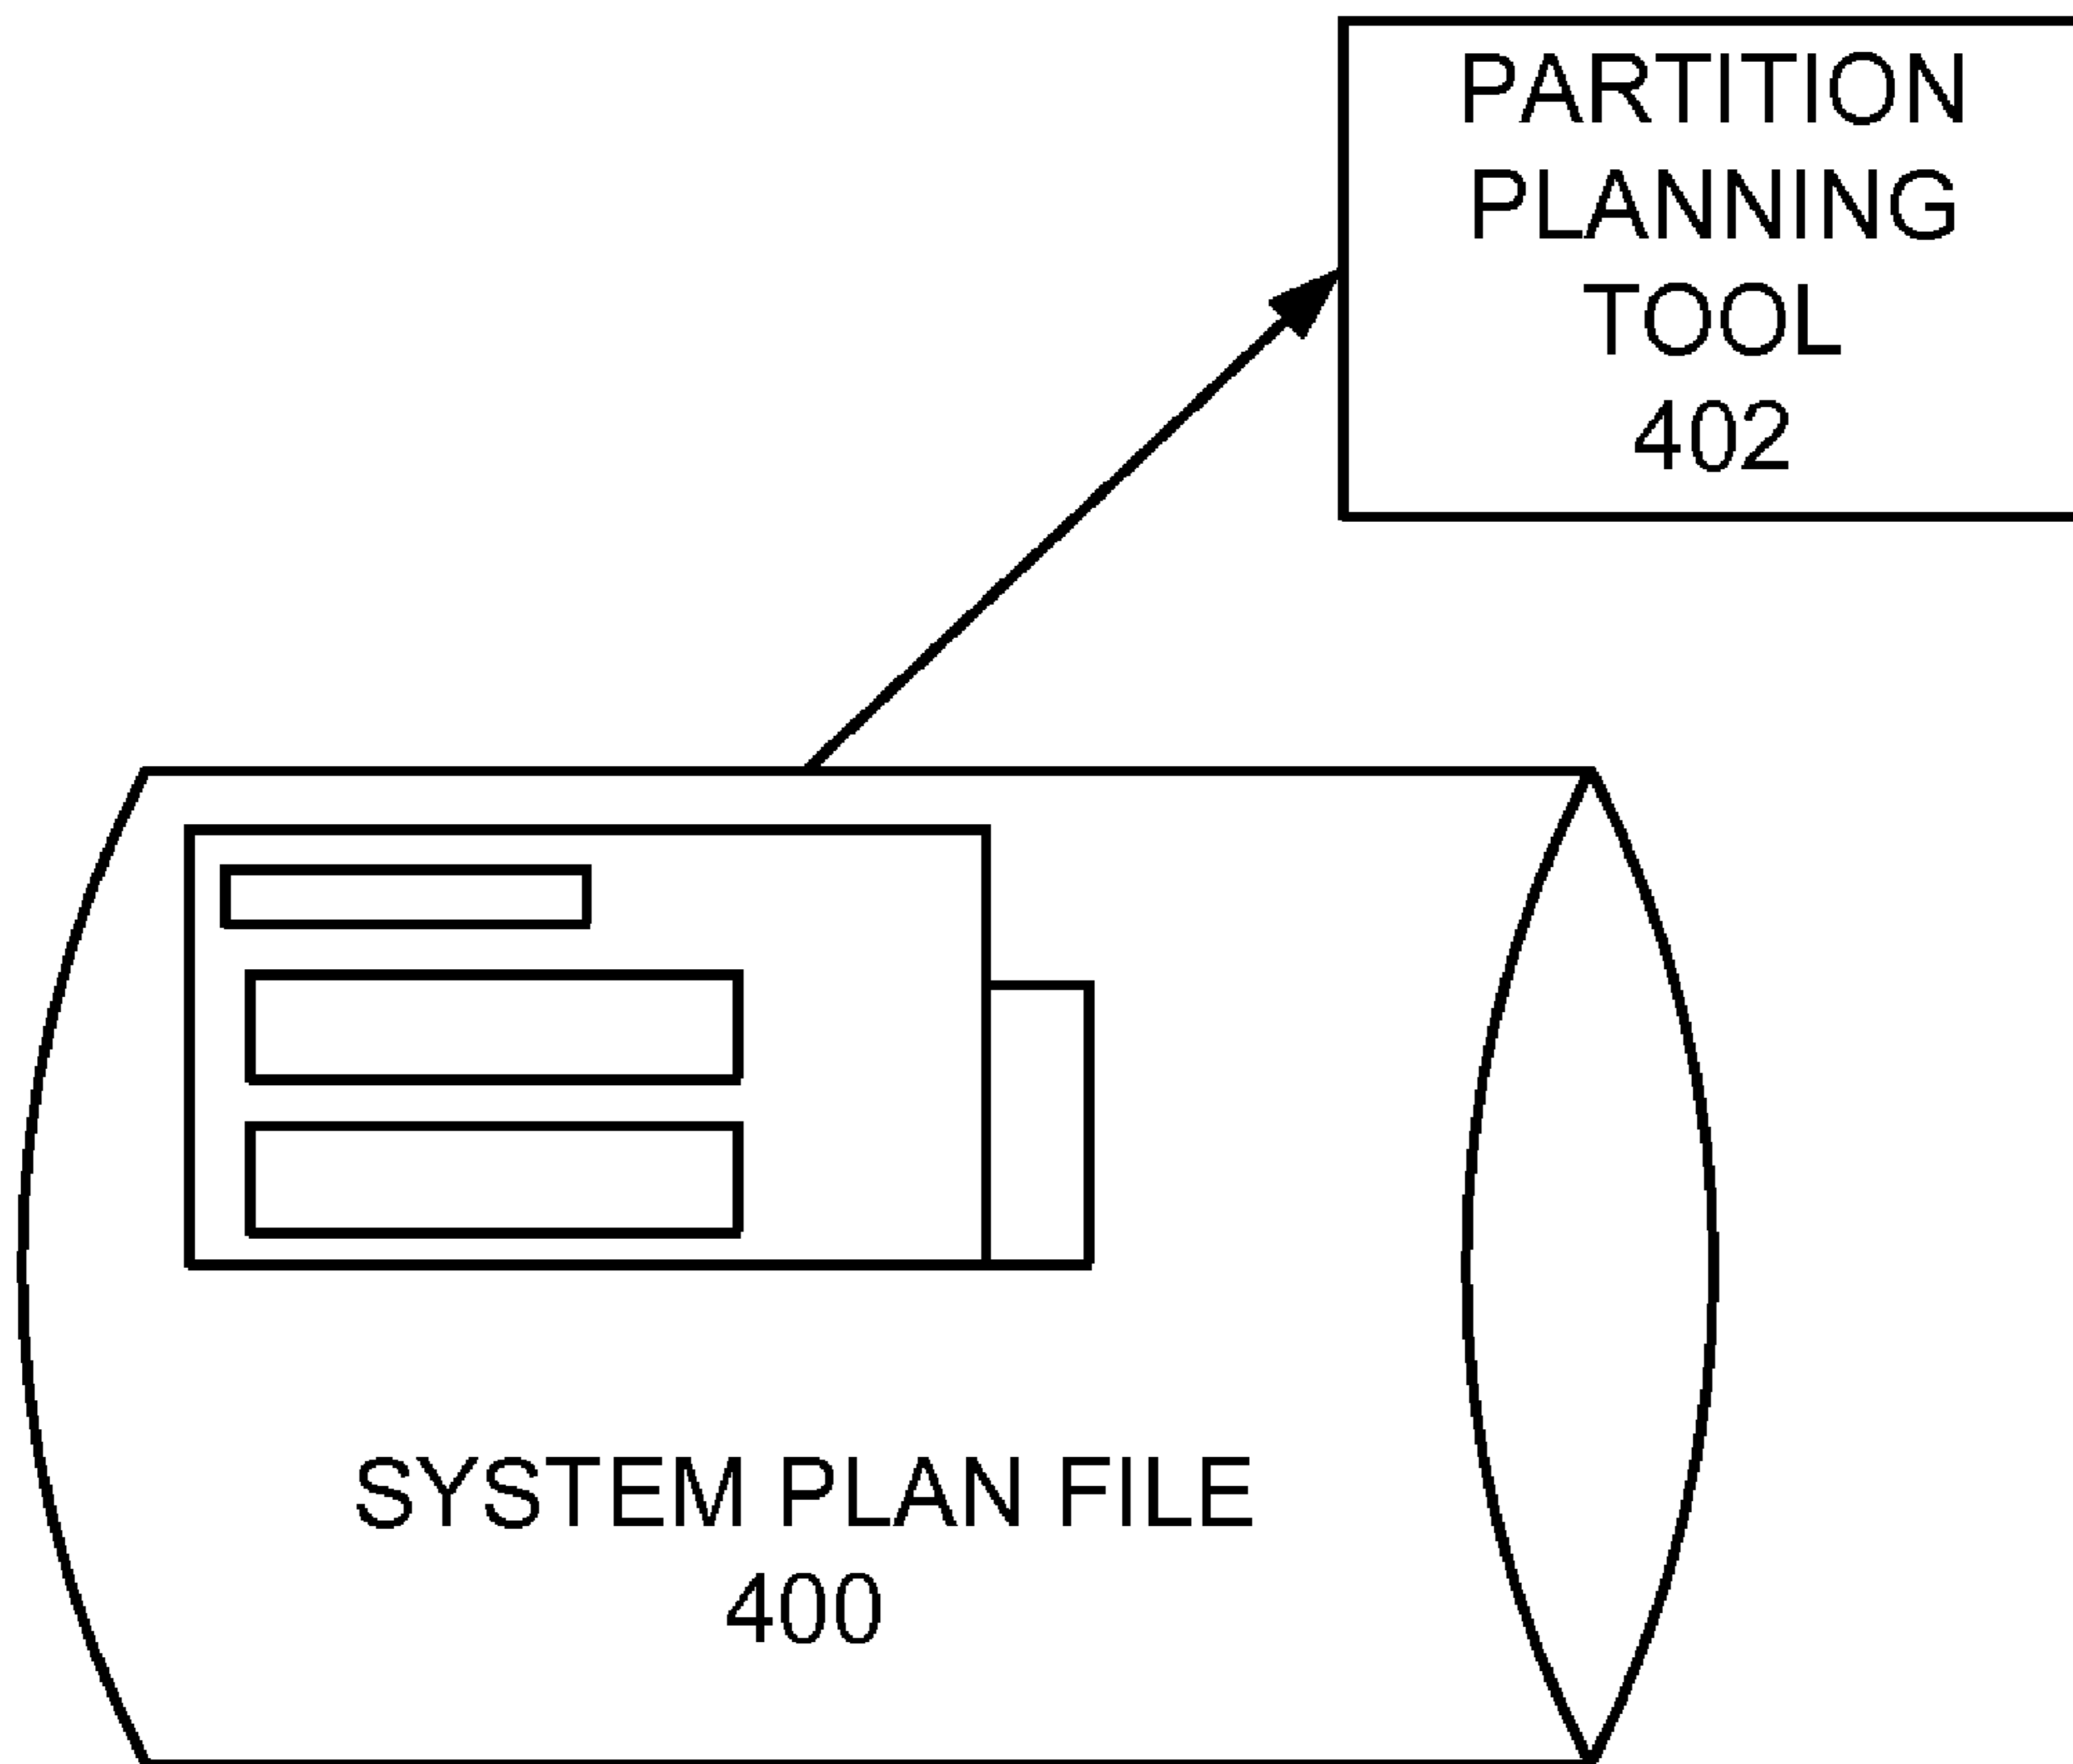 PARTITION
PLANNING
TOOL
402
SYSTEM PLAN FILE
400